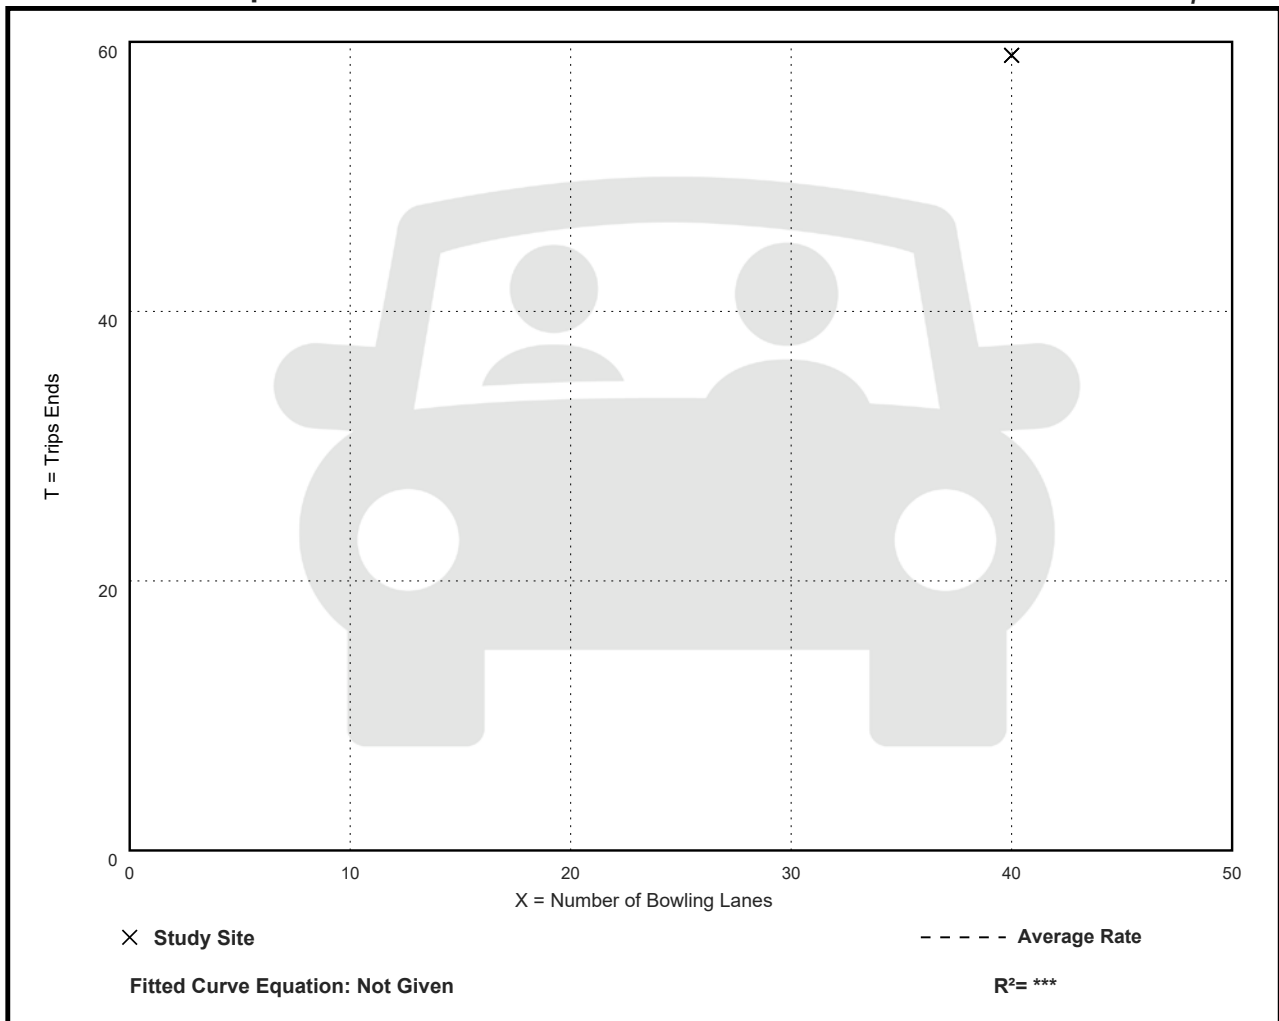 60
40
20
0
T = Trips Ends
0 10 20 30 40 50
X = Number of Bowling Lanes
Study Site
Average Rate
Fitted Curve Equation: Not Given
R²= ***